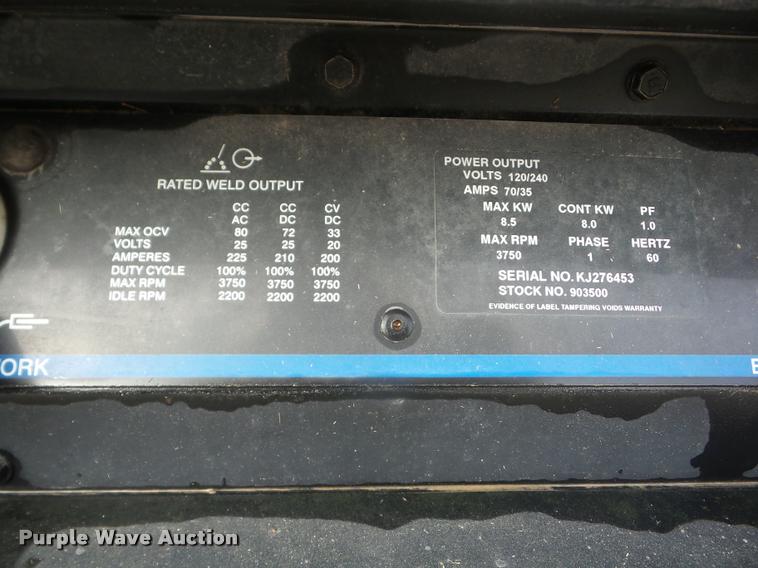 RATED WELD OUTPUT
CC CC CV
AC DC DC
MAX OCV 80 72 33
VOLTS 25 25 20
AMPERES 225 210 200
DUTY CYCLE 100% 100% 100%
MAX RPM 3750 3750 3750
IDLE RPM 2200 2200 2200
POWER OUTPUT
VOLTS 120/240
AMPS 70/35
MAX KW CONT KW PF
8.5 8.0 1.0
MAX RPM PHASE HERTZ
3750 1 60
SERIAL NO. KJ276453
STOCK NO. 903500
EVIDENCE OF LABEL TAMPERING VOIDS WARRANTY
ORK
E
Purple Wave Auction